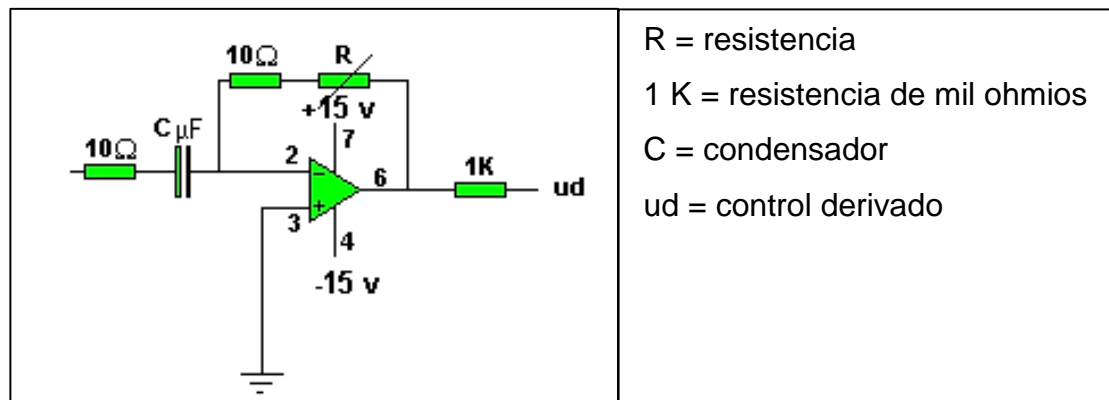 10Ω
R
+15 v
C μF
7
10Ω
2
1K
6
ud
3
4
-15 v
R = resistencia
1 K = resistencia de mil ohmios
C = condensador
ud = control derivado